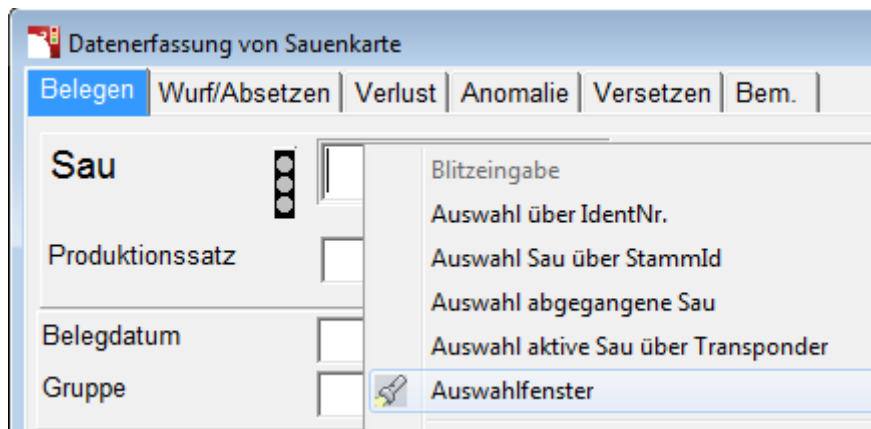 Datenerfassung von Sauenkarte
Belegen Wurf/Absetzen Verlust Anomalie Versetzen Bem.
Sau
Blitzeingabe
Auswahl über IdentNr.
Produktionssatz
Auswahl Sau über StammId
Auswahl abgegangene Sau
Belegdatum
Auswahl aktive Sau über Transponder
Gruppe
Auswahlfenster